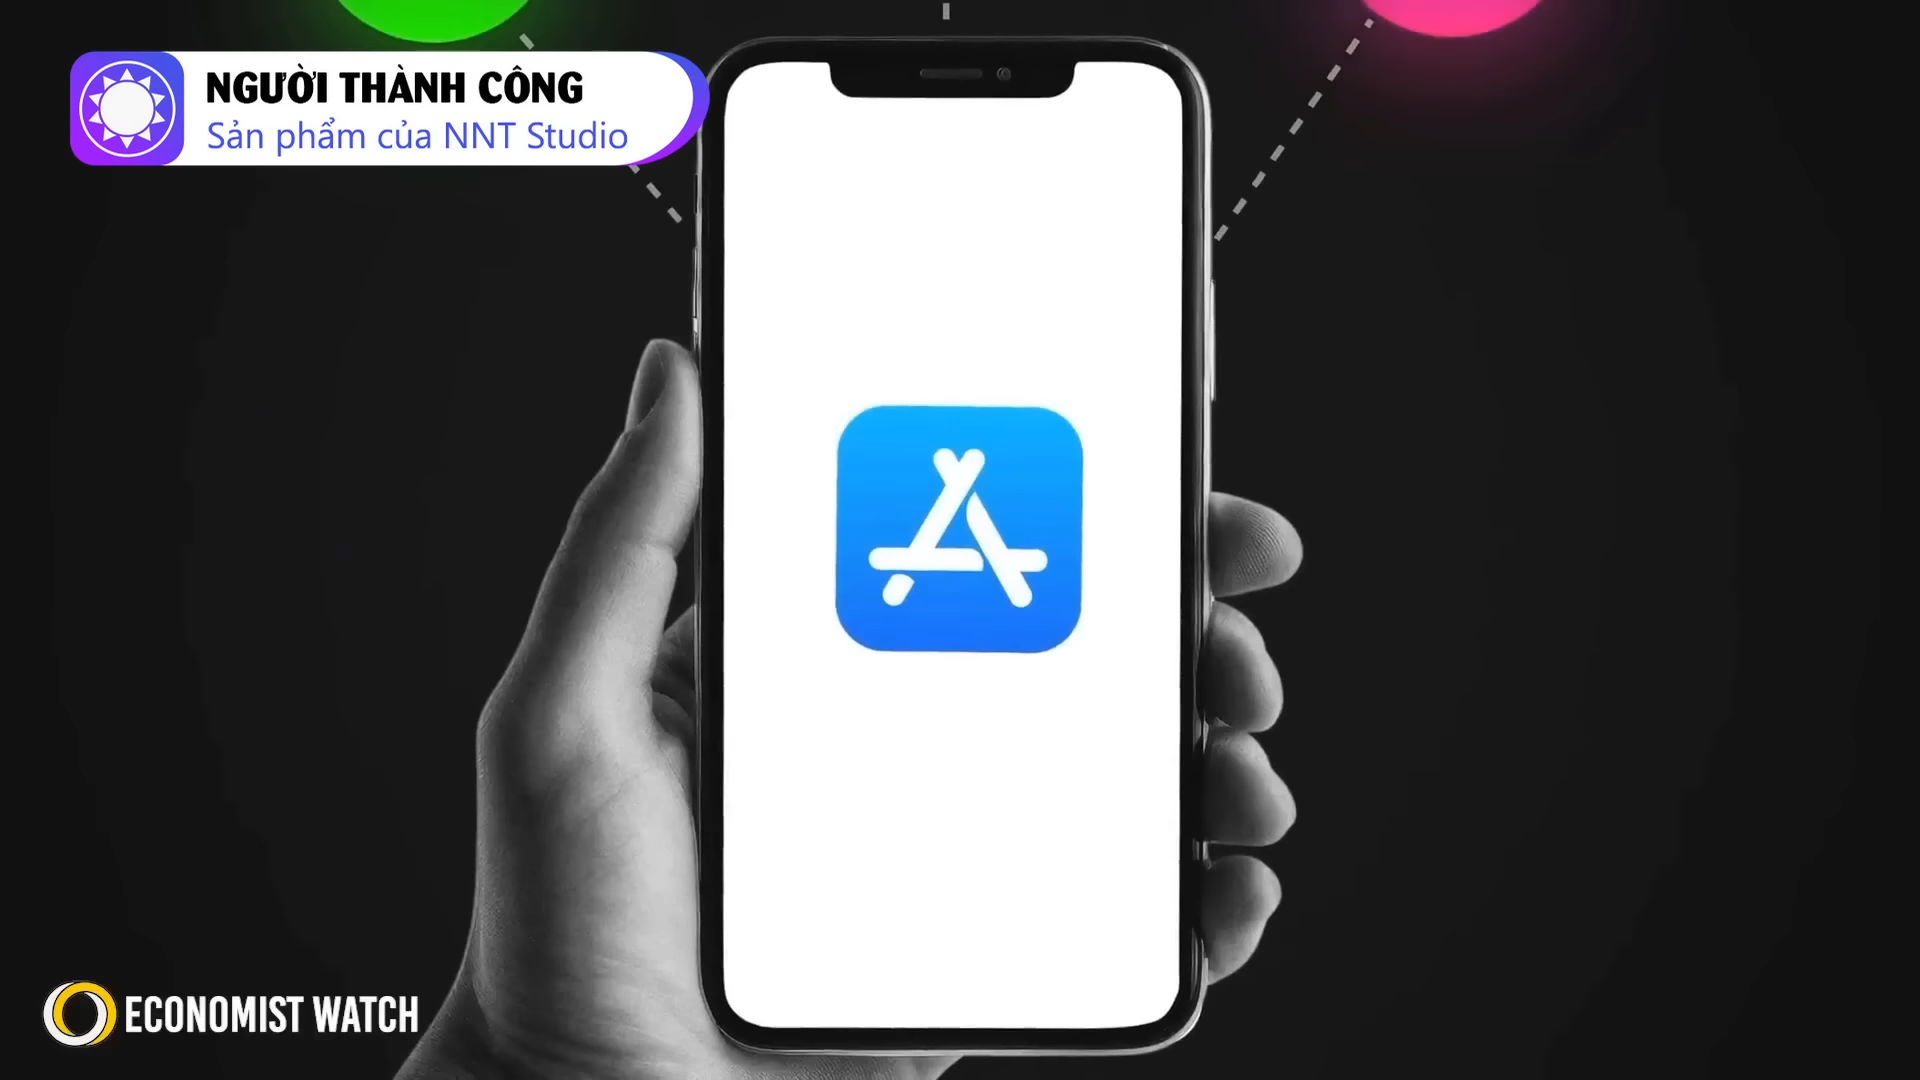 NGƯỜI THÀNH CÔNG
Sản phẩm của NNT Studio
ECONOMIST WATCH